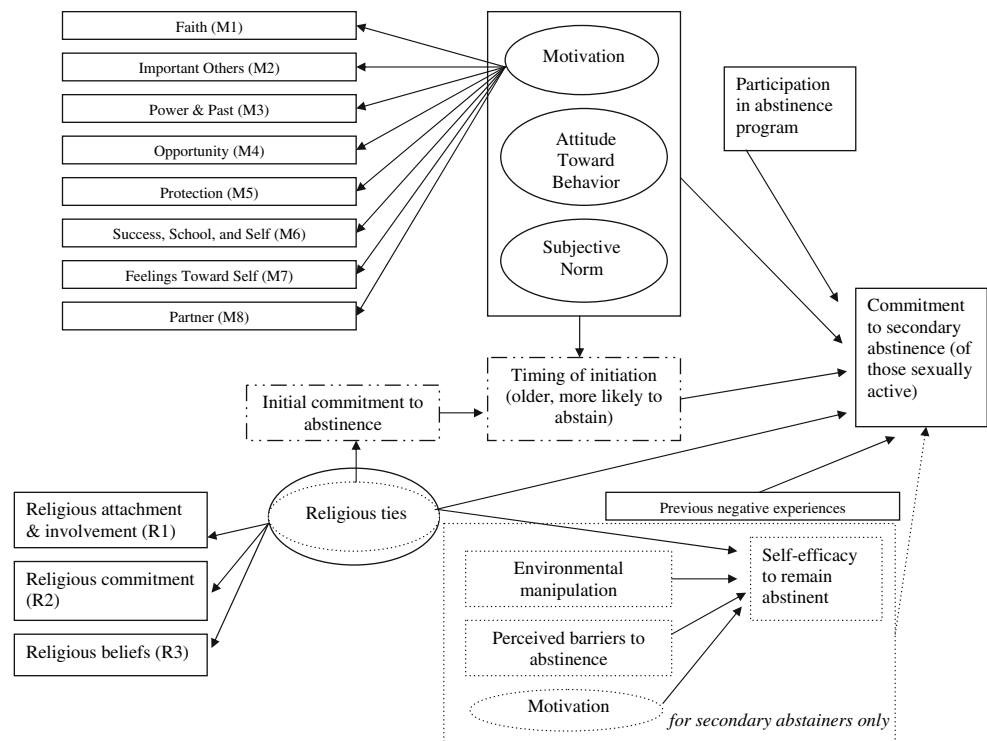 Faith (M1)
Important Others (M2)
Power & Past (M3)
Opportunity (M4)
Protection (M5)
Success, School, and Self (M6)
Feelings Toward Self (M7)
Partner (M8)
Motivation
Attitude
Toward
Behavior
Subjective
Norm
Participation
in abstinence
program
Commitment
to secondary
abstinence (of
those sexually
active)
Timing of initiation
(older, more likely to
abstain)
Initial commitment to
abstinence
Religious ties
Religious attachment
& involvement (R1)
Religious commitment
(R2)
Religious beliefs (R3)
Previous negative experiences
Environmental
manipulation
Self-efficacy
to remain
abstinent
Perceived barriers to
abstinence
Motivation
for secondary abstainers only